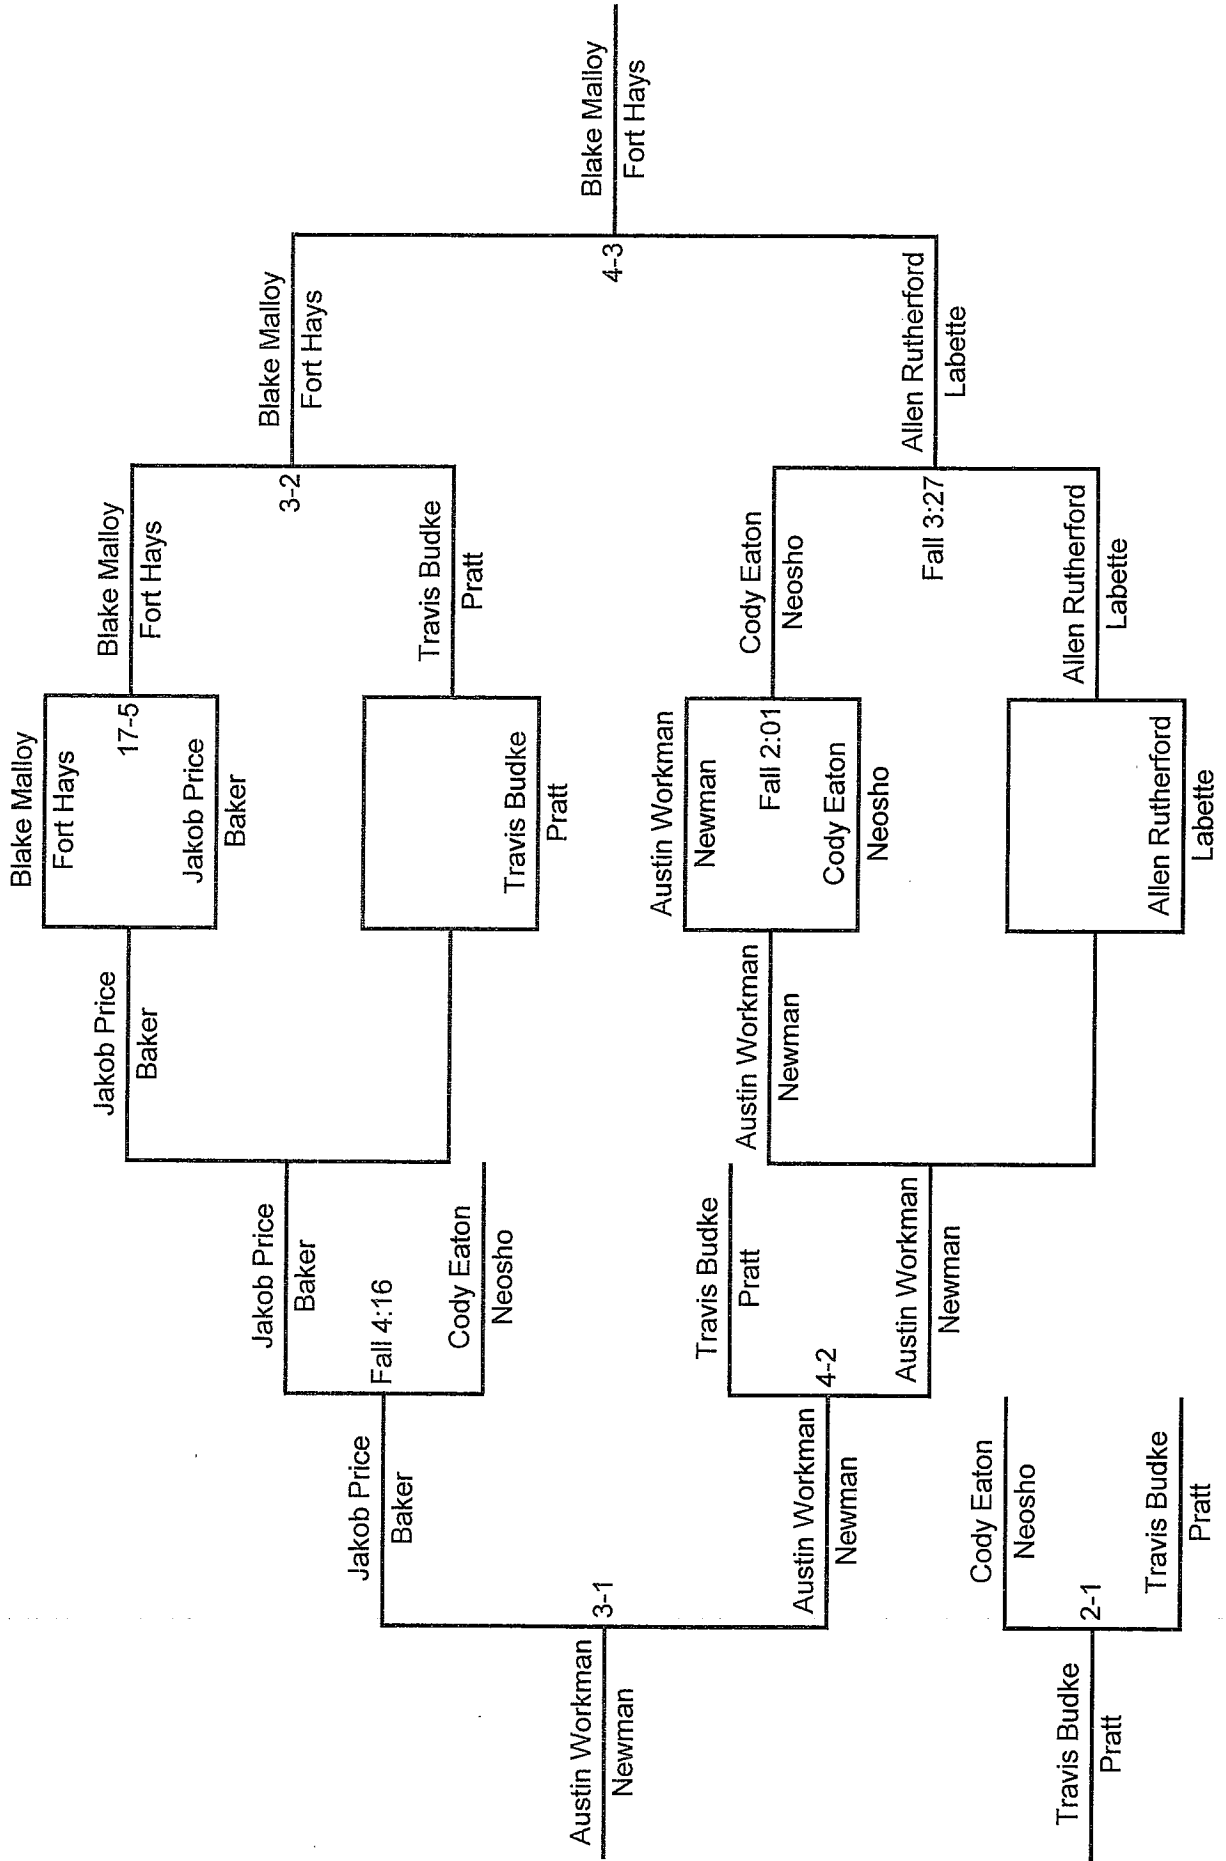 Blake Malloy
Fort Hays
17-5
Jakob Price
Baker
Travis Budke
Pratt
Austin Workman
Newman
Fall 2:01
Cody Eaton
Neosho
Allen Rutherford
Labette
Blake Malloy
Fort Hays
3-2
Travis Budke
Pratt
Cody Eaton
Neosho
Fall 3:27
Allen Rutherford
Labette
Blake Malloy
Fort Hays
4-3
Allen Rutherford
Labette
Blake Malloy
Fort Hays
Jakob Price
Baker
Austin Workman
Newman
Jakob Price
Baker
Fall 4:16
Cody Eaton
Neosho
Travis Budke
Pratt
4-2
Austin Workman
Newman
Jakob Price
Baker
3-1
Austin Workman
Newman
Austin Workman
Newman
Cody Eaton
Neosho
2-1
Travis Budke
Pratt
Travis Budke
Pratt